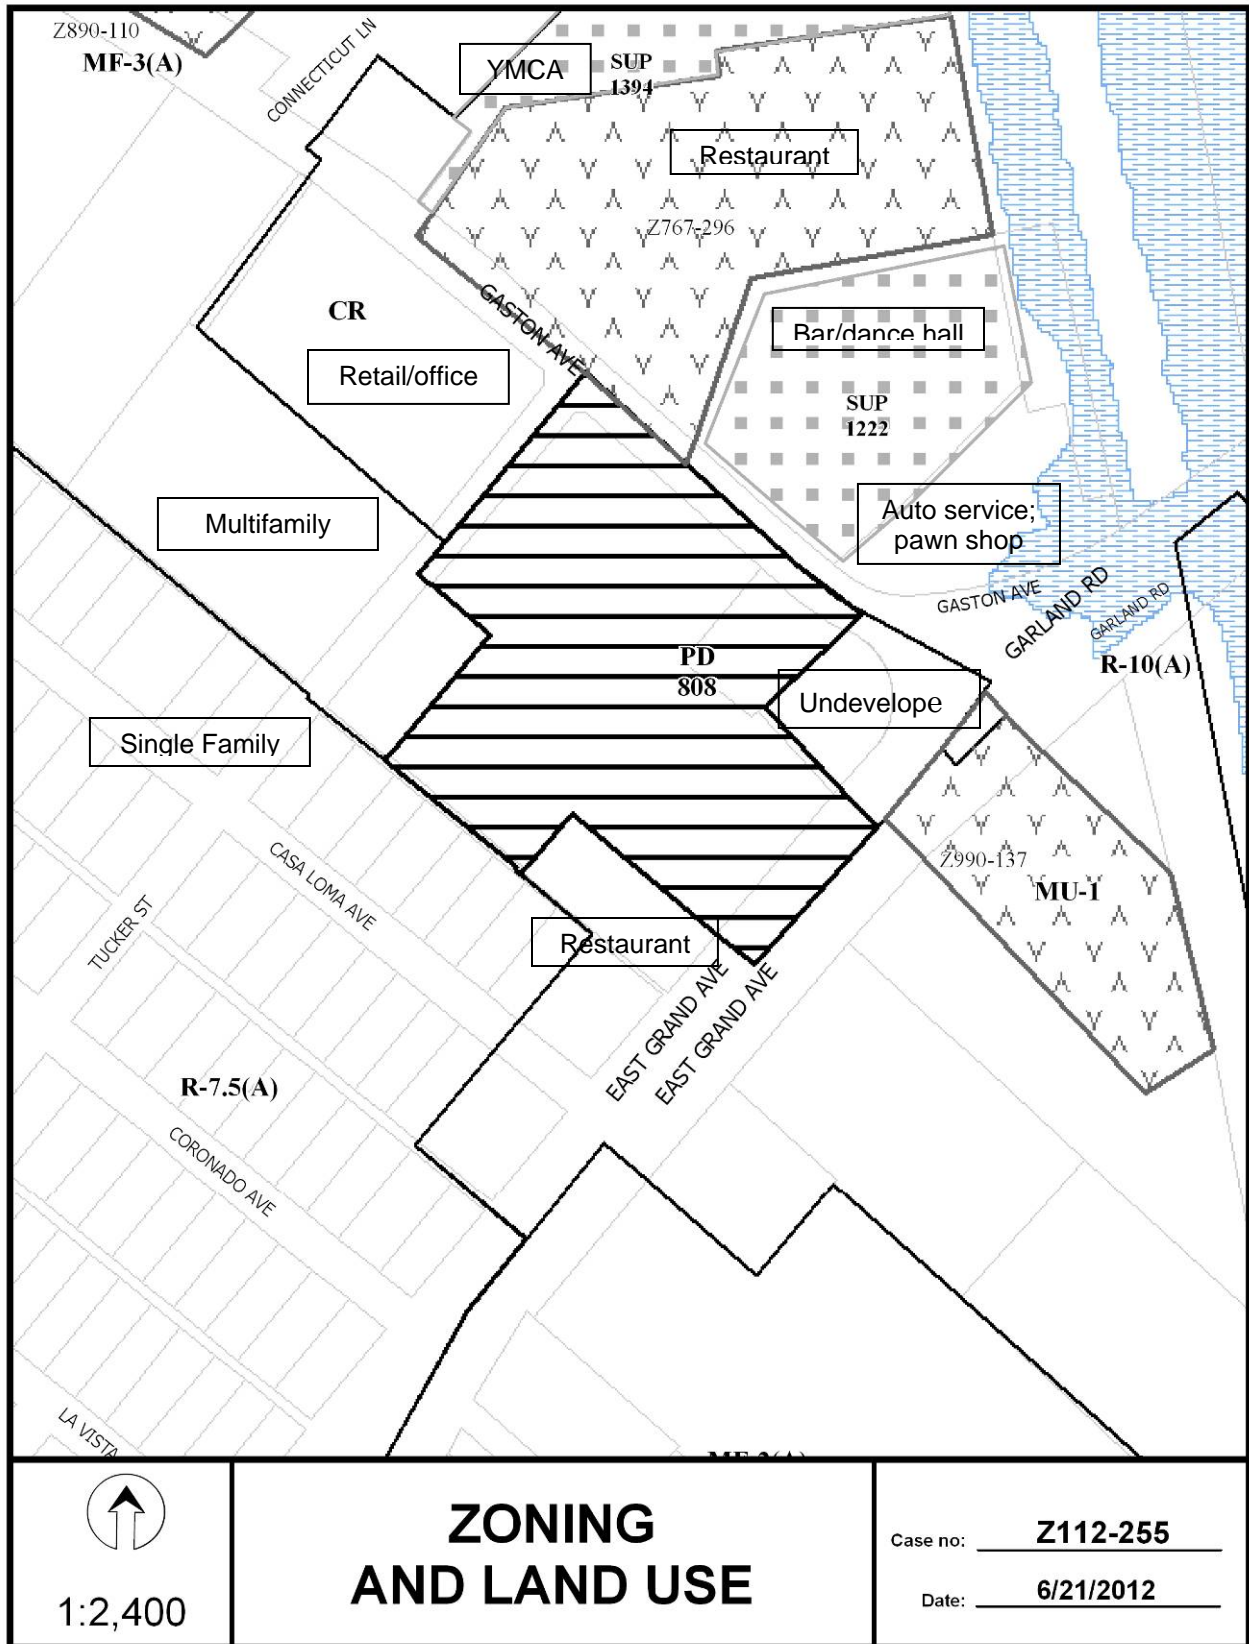 Z890-110
MF-3(A)
CONNECTICUT LN
YMCA
SUP
1394
Restaurant
Z767-296
CR
GASTON AVE
Retail/office
Bar/dance hall
SUP
1222
Multifamily
Auto service;
pawn shop
GASTON AVE
GARLAND RD
GARLAND RD
R-10(A)
PD
808
Undevelope
Single Family
CASA LOMA AVE
TUCKER ST
Z990-137
MU-1
Restaurant
EAST GRAND AVE
EAST GRAND AVE
R-7.5(A)
CORONADO AVE
LA VISTA
1:2,400
ZONING
AND LAND USE
Case no: Z112-255
Date: 6/21/2012